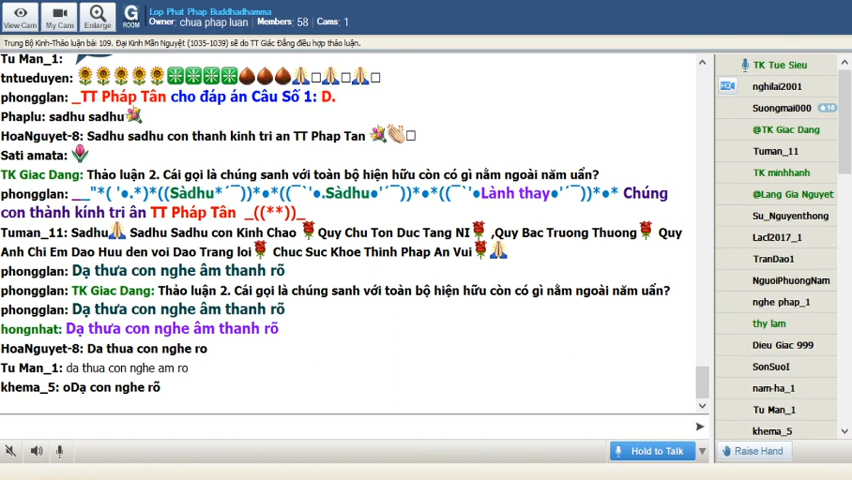 Lop Phat Phap Buddhadhamma
Owner: chua phap luan Members: 58 Cams: 1
View Cam My Cam Enlarge G ROOM
Trung Bộ Kinh-Thảo luận bài 109. Đại Kinh Mãn Nguyệt (1035-1039) sẽ do TT Giác Đẳng điều hợp thảo luận.
Tu Man_1:
tntueduyen: 🌻🌻🌻🌻🌻❇❇❇❇🌰🌰🌰🙏□🙏□🙏□
phongglan: _TT Pháp Tân cho đáp án Câu Số 1: D.
Phaplu: sadhu sadhu💐
HoaNguyet-8: Sadhu sadhu con thanh kinh tri an TT Phap Tan 💐👏□
Sati amata: 🌷
TK Giac Dang: Thảo luận 2. Cái gọi là chúng sanh với toàn bộ hiện hữu còn có gì nằm ngoài năm uẩn?
phongglan: __"*( '•.*)*((Sàdhu*´¯))*•*((¯`'•.Sàdhu•'´¯))*•*((¯`'•Lành thay•'´¯))*•* Chúng
con thành kính tri ân TT Pháp Tân _((**))_
Tuman_11: Sadhu🙏 Sadhu Sadhu con Kinh Chao 🌹Quy Chu Ton Duc Tang NI🌹 ,Quy Bac Truong Thuong🌹 Quy
Anh Chi Em Dao Huu den voi Dao Trang loi🌹 Chuc Suc Khoe Thinh Phap An Vui🌹🙏
phongglan: Dạ thưa con nghe âm thanh rõ
phongglan: TK Giac Dang: Thảo luận 2. Cái gọi là chúng sanh với toàn bộ hiện hữu còn có gì nằm ngoài năm uẩn?
phongglan: Dạ thưa con nghe âm thanh rõ
hongnhat: Dạ thưa con nghe âm thanh rõ
HoaNguyet-8: Da thua con nghe ro
Tu Man_1: da thua con nghe am ro
khema_5: oDạ con nghe rõ
Hold to Talk
TK Tue Sieu
nghilai2001
Suongmai000 ★10
@TK Giac Dang
Tuman_11
TK minhhanh
@Lang Gia Nguyet
Su_Nguyenthong
Lacl2017_1
TranDao1
NguoiPhuongNam
nghe phap_1
thy lam
Dieu Giac 999
SonSuoI
nam-ha_1
Tu Man_1
khema_5
Raise Hand